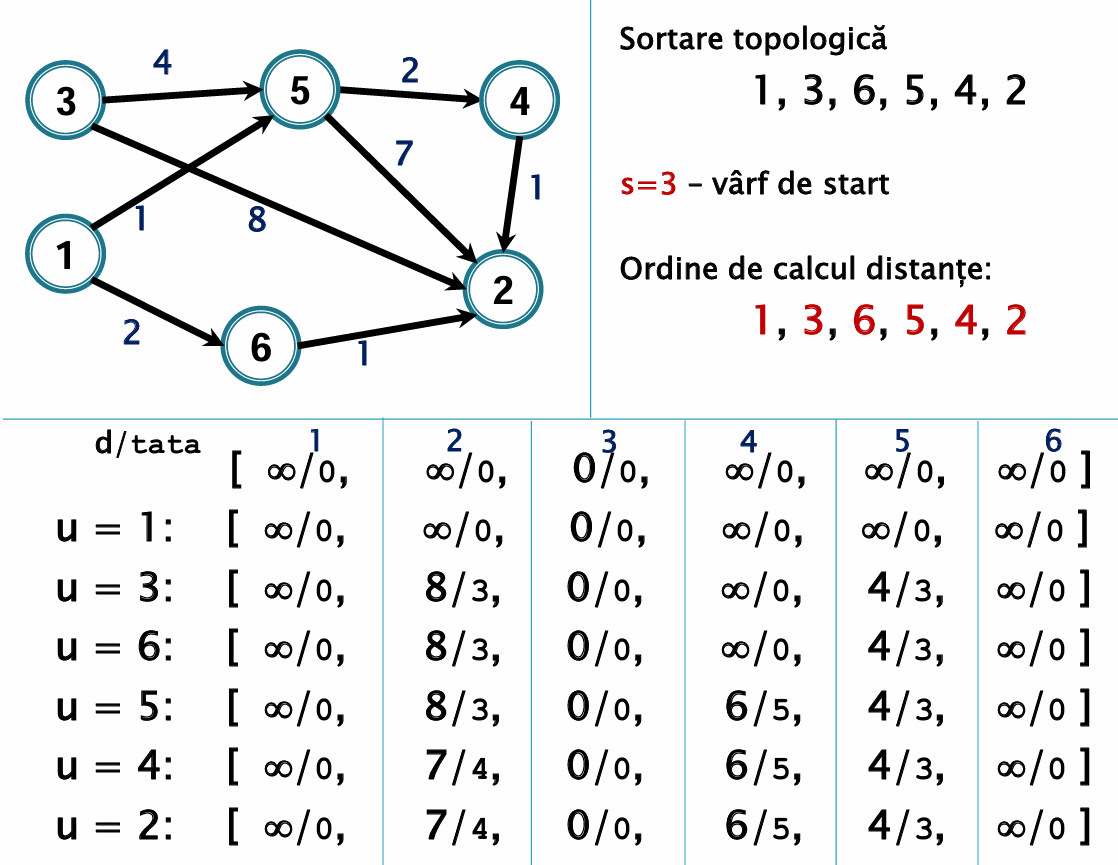 3
4
5
2
4
7
1
8
1
1
2
2
6
1
Sortare topologică
1, 3, 6, 5, 4, 2
s=3 – vârf de start
Ordine de calcul distanțe:
1, 3, 6, 5, 4, 2
d/tata 1 2 3 4 5 6
[ ∞/0, ∞/0, 0/0, ∞/0, ∞/0, ∞/0 ]
u = 1: [ ∞/0, ∞/0, 0/0, ∞/0, ∞/0, ∞/0 ]
u = 3: [ ∞/0, 8/3, 0/0, ∞/0, 4/3, ∞/0 ]
u = 6: [ ∞/0, 8/3, 0/0, ∞/0, 4/3, ∞/0 ]
u = 5: [ ∞/0, 8/3, 0/0, 6/5, 4/3, ∞/0 ]
u = 4: [ ∞/0, 7/4, 0/0, 6/5, 4/3, ∞/0 ]
u = 2: [ ∞/0, 7/4, 0/0, 6/5, 4/3, ∞/0 ]